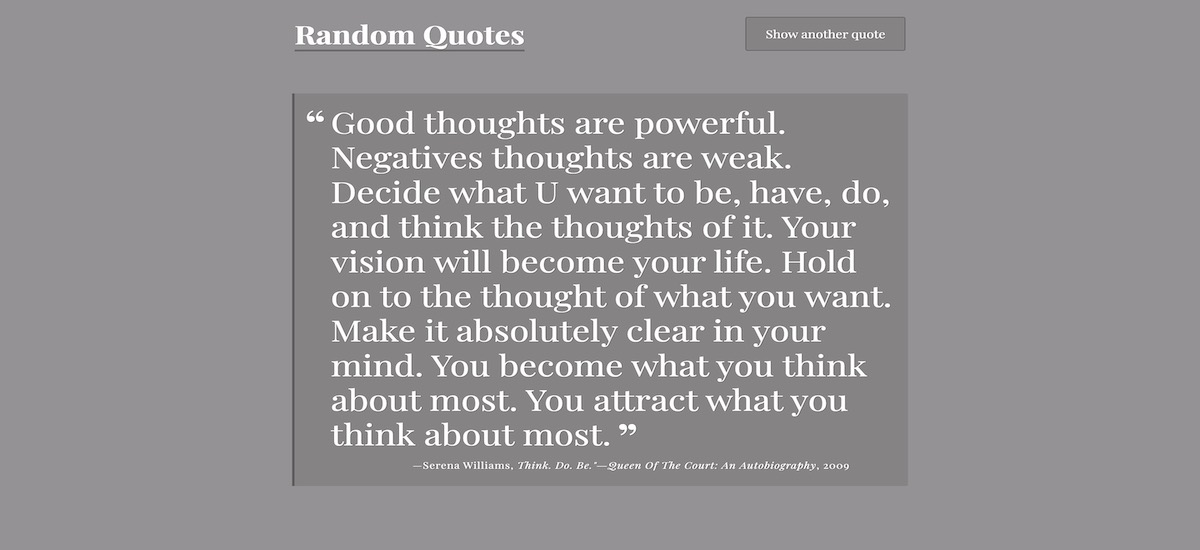 Random Quotes
Show another quote
“ Good thoughts are powerful.
Negatives thoughts are weak.
Decide what U want to be, have, do,
and think the thoughts of it. Your
vision will become your life. Hold
on to the thought of what you want.
Make it absolutely clear in your
mind. You become what you think
about most. You attract what you
think about most. ”
—Serena Williams, Think. Do. Be."—Queen Of The Court: An Autobiography, 2009